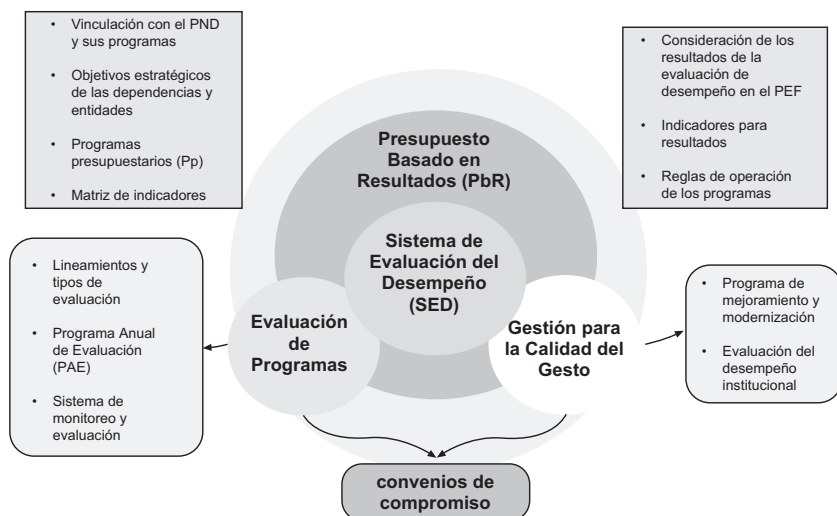 • Vinculación con el PND
y sus programas
• Objetivos estratégicos
de las dependencias y
entidades
• Programas
presupuestarios (Pp)
• Matriz de indicadores
• Consideración de los
resultados de la
evaluación de
desempeño en el PEF
• Indicadores para
resultados
• Reglas de operación
de los programas
Presupuesto
Basado en
Resultados (PbR)
Sistema de
Evaluación del
Desempeño
(SED)
• Lineamientos y
tipos de
evaluación
• Programa Anual
de Evaluación
(PAE)
• Sistema de
monitoreo y
evaluación
Evaluación
de
Programas
Gestión para
la Calidad del
Gesto
• Programa de
mejoramiento y
modernización
• Evaluación del
desempeño
institucional
convenios de
compromiso